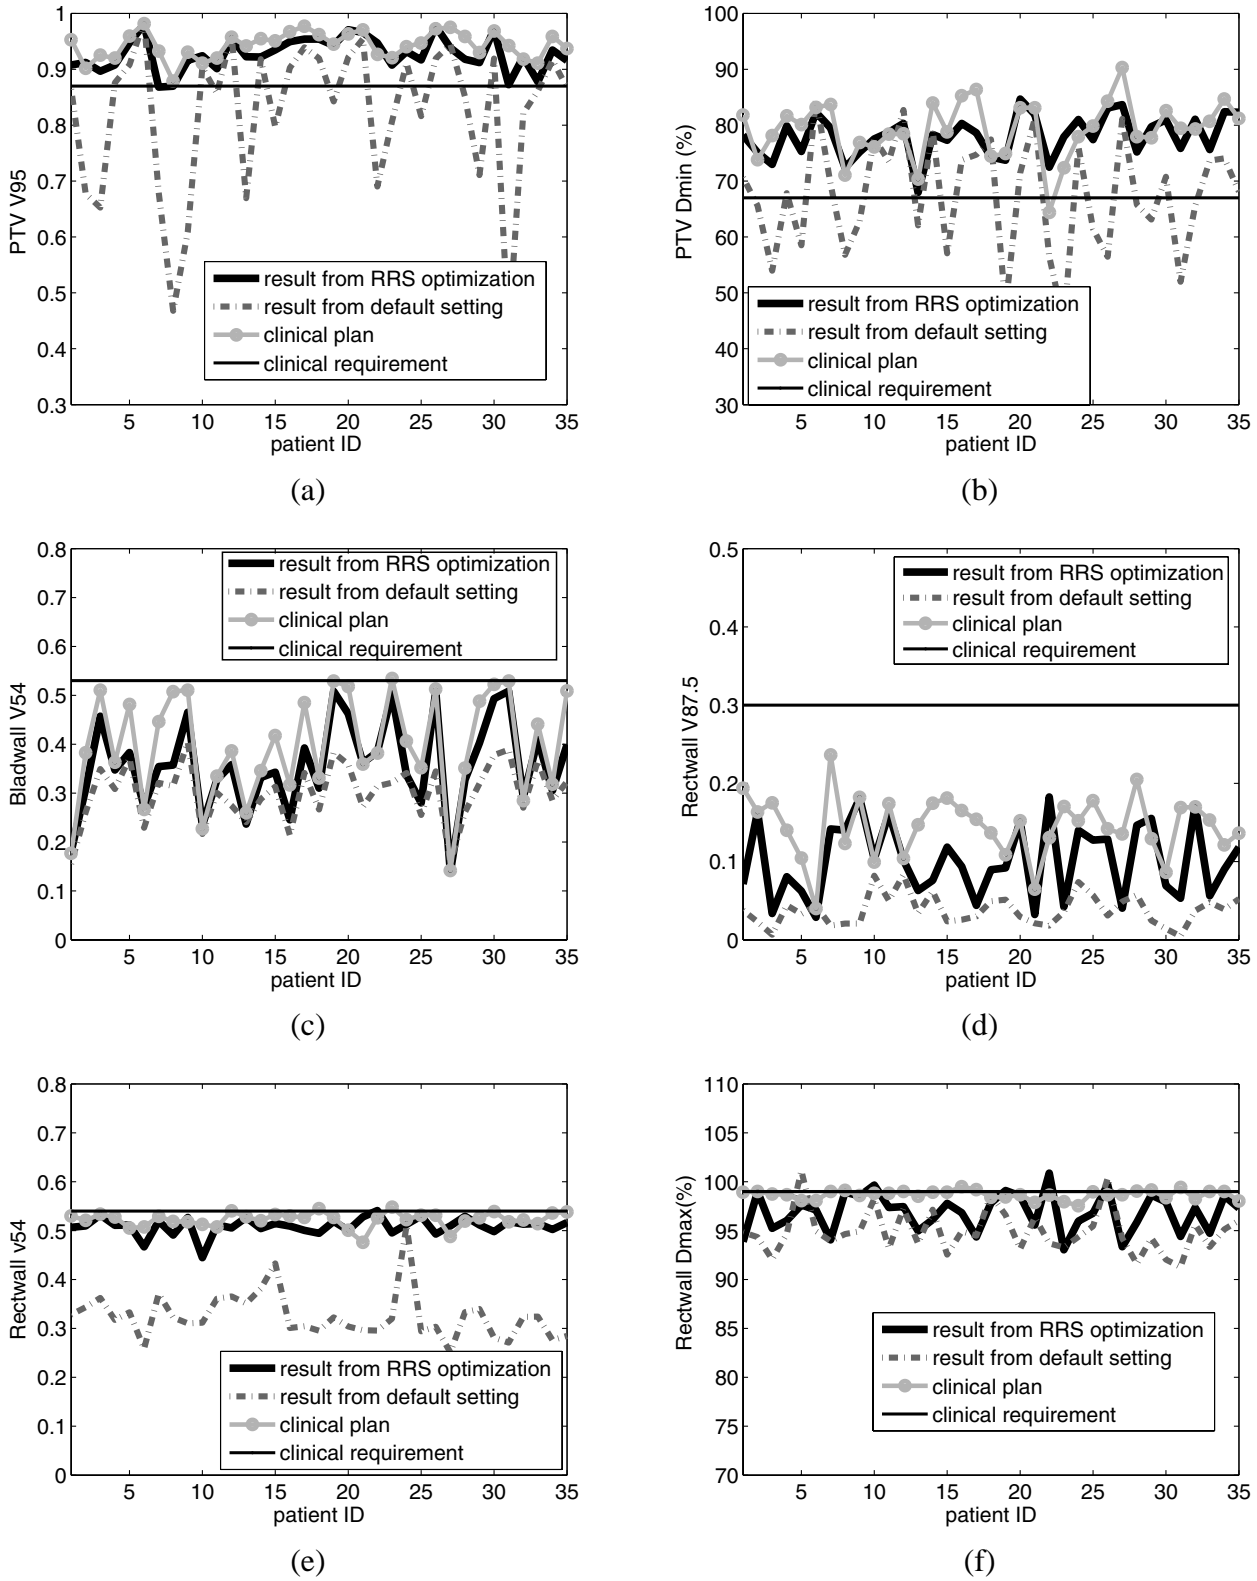 1
0.9
0.8
0.7
0.6
0.5
0.4
0.3
PTV V95
result from RRS optimization
result from default setting
clinical plan
clinical requirement
5 10 15 20 25 30 35
patient ID
(a)
100
90
80
70
60
50
40
30
PTV Dmin (%)
result from RRS optimization
result from default setting
clinical plan
clinical requirement
5 10 15 20 25 30 35
patient ID
(b)
0.8
0.7
0.6
0.5
0.4
0.3
0.2
0.1
0
Bladwall V54
result from RRS optimization
result from default setting
clinical plan
clinical requirement
5 10 15 20 25 30 35
patient ID
(c)
0.5
0.4
0.3
0.2
0.1
0
Rectwall V87.5
result from RRS optimization
result from default setting
clinical plan
clinical requirement
5 10 15 20 25 30 35
patient ID
(d)
0.8
0.7
0.6
0.5
0.4
0.3
0.2
0.1
0
Rectwall v54
result from RRS optimization
result from default setting
clinical plan
clinical requirement
5 10 15 20 25 30 35
patient ID
(e)
110
105
100
95
90
85
80
75
70
Rectwall Dmax(%)
result from RRS optimization
result from default setting
clinical plan
clinical requirement
5 10 15 20 25 30 35
patient ID
(f)